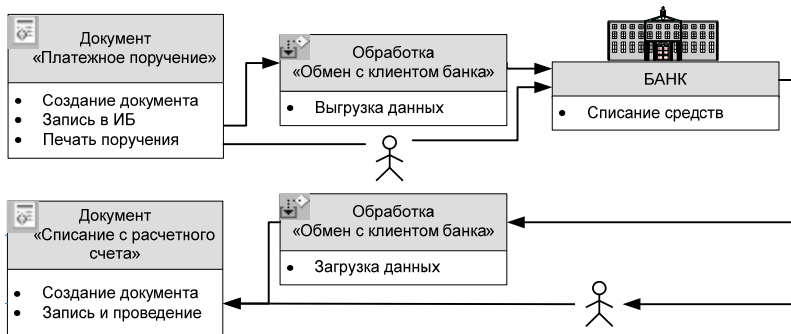 Документ
«Платежное поручение»
• Создание документа
• Запись в ИБ
• Печать поручения
Обработка
«Обмен с клиентом банка»
• Выгрузка данных
БАНК
• Списание средств
Документ
«Списание с расчетного
счета»
• Создание документа
• Запись и проведение
Обработка
«Обмен с клиентом банка»
• Загрузка данных